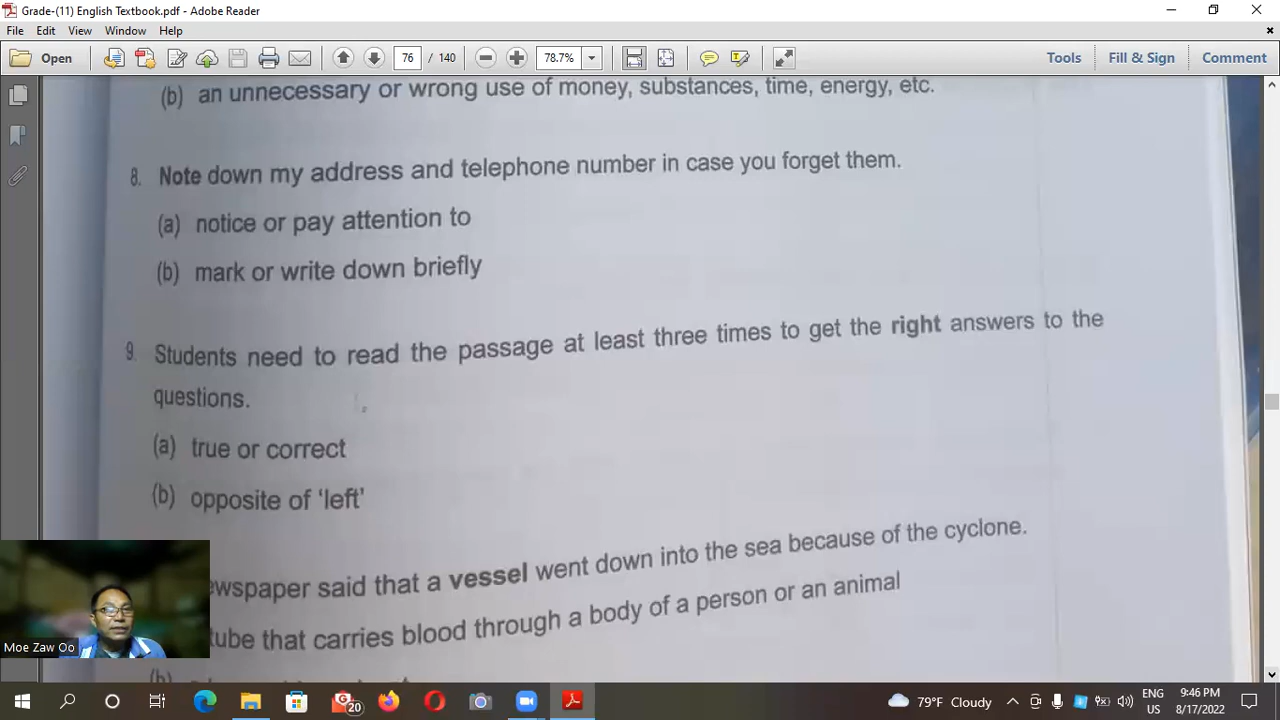 Grade-(11) English Textbook.pdf - Adobe Reader
File Edit View Window Help
Open 76 / 140 78.7% Tools Fill & Sign Comment
(b) an unnecessary or wrong use of money, substances, time, energy, etc.
8. Note down my address and telephone number in case you forget them.
(a) notice or pay attention to
(b) mark or write down briefly
9. Students need to read the passage at least three times to get the right answers to the
questions.
(a) true or correct
(b) opposite of ‘left’
ewspaper said that a vessel went down into the sea because of the cyclone.
tube that carries blood through a body of a person or an animal
(b)
Moe Zaw Oo
20
79°F Cloudy
ENG
US
9:46 PM
8/17/2022